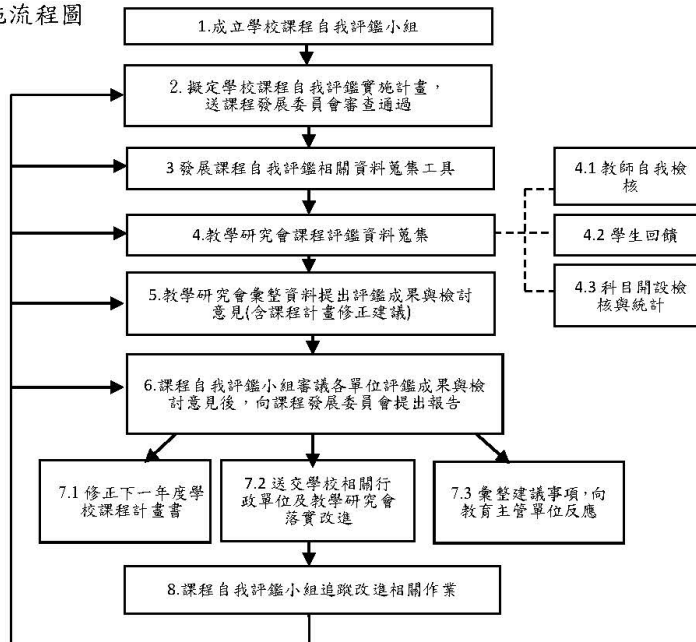 施流程圖
1.成立學校課程自我評鑑小組
2. 擬定學校課程自我評鑑實施計畫，
送課程發展委員會審查通過
3 發展課程自我評鑑相關資料蒐集工具
4.教學研究會課程評鑑資料蒐集
4.1 教師自我檢
核
4.2 學生回饋
4.3 科目開設檢
核與統計
5.教學研究會彙整資料提出評鑑成果與檢討
意見(含課程計畫修正建議)
6.課程自我評鑑小組審議各單位評鑑成果與檢
討意見後，向課程發展委員會提出報告
7.1 修正下一年度學
校課程計畫書
7.2 送交學校相關行
政單位及教學研究會
落實改進
7.3 彙整建議事項，向
教育主管單位反應
8.課程自我評鑑小組追蹤改進相關作業